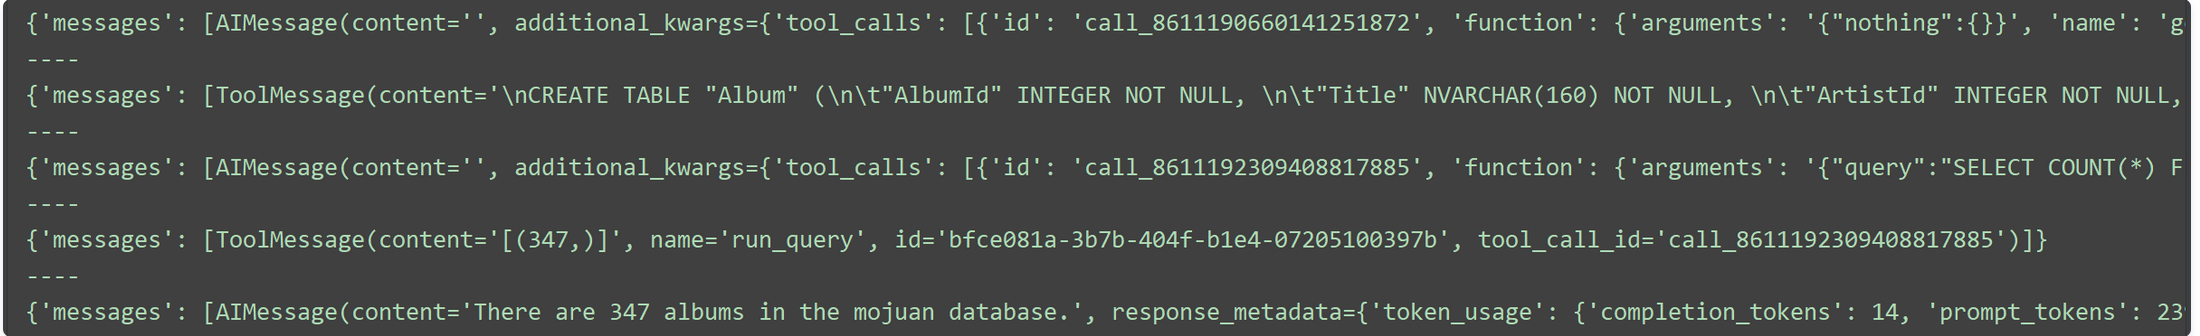 {'messages': [AIMessage(content='', additional_kwargs={'tool_calls': [{'id': 'call_8611190660141251872', 'function': {'arguments': '{"nothing":{}}', 'name': 'g
----
{'messages': [ToolMessage(content='\nCREATE TABLE "Album" (\n\t"AlbumId" INTEGER NOT NULL, \n\t"Title" NVARCHAR(160) NOT NULL, \n\t"ArtistId" INTEGER NOT NULL,
----
{'messages': [AIMessage(content='', additional_kwargs={'tool_calls': [{'id': 'call_8611192309408817885', 'function': {'arguments': '{"query":"SELECT COUNT(*) F
----
{'messages': [ToolMessage(content='[(347,)]', name='run_query', id='bfce081a-3b7b-404f-b1e4-07205100397b', tool_call_id='call_8611192309408817885')]}
----
{'messages': [AIMessage(content='There are 347 albums in the mojuan database.', response_metadata={'token_usage': {'completion_tokens': 14, 'prompt_tokens': 23